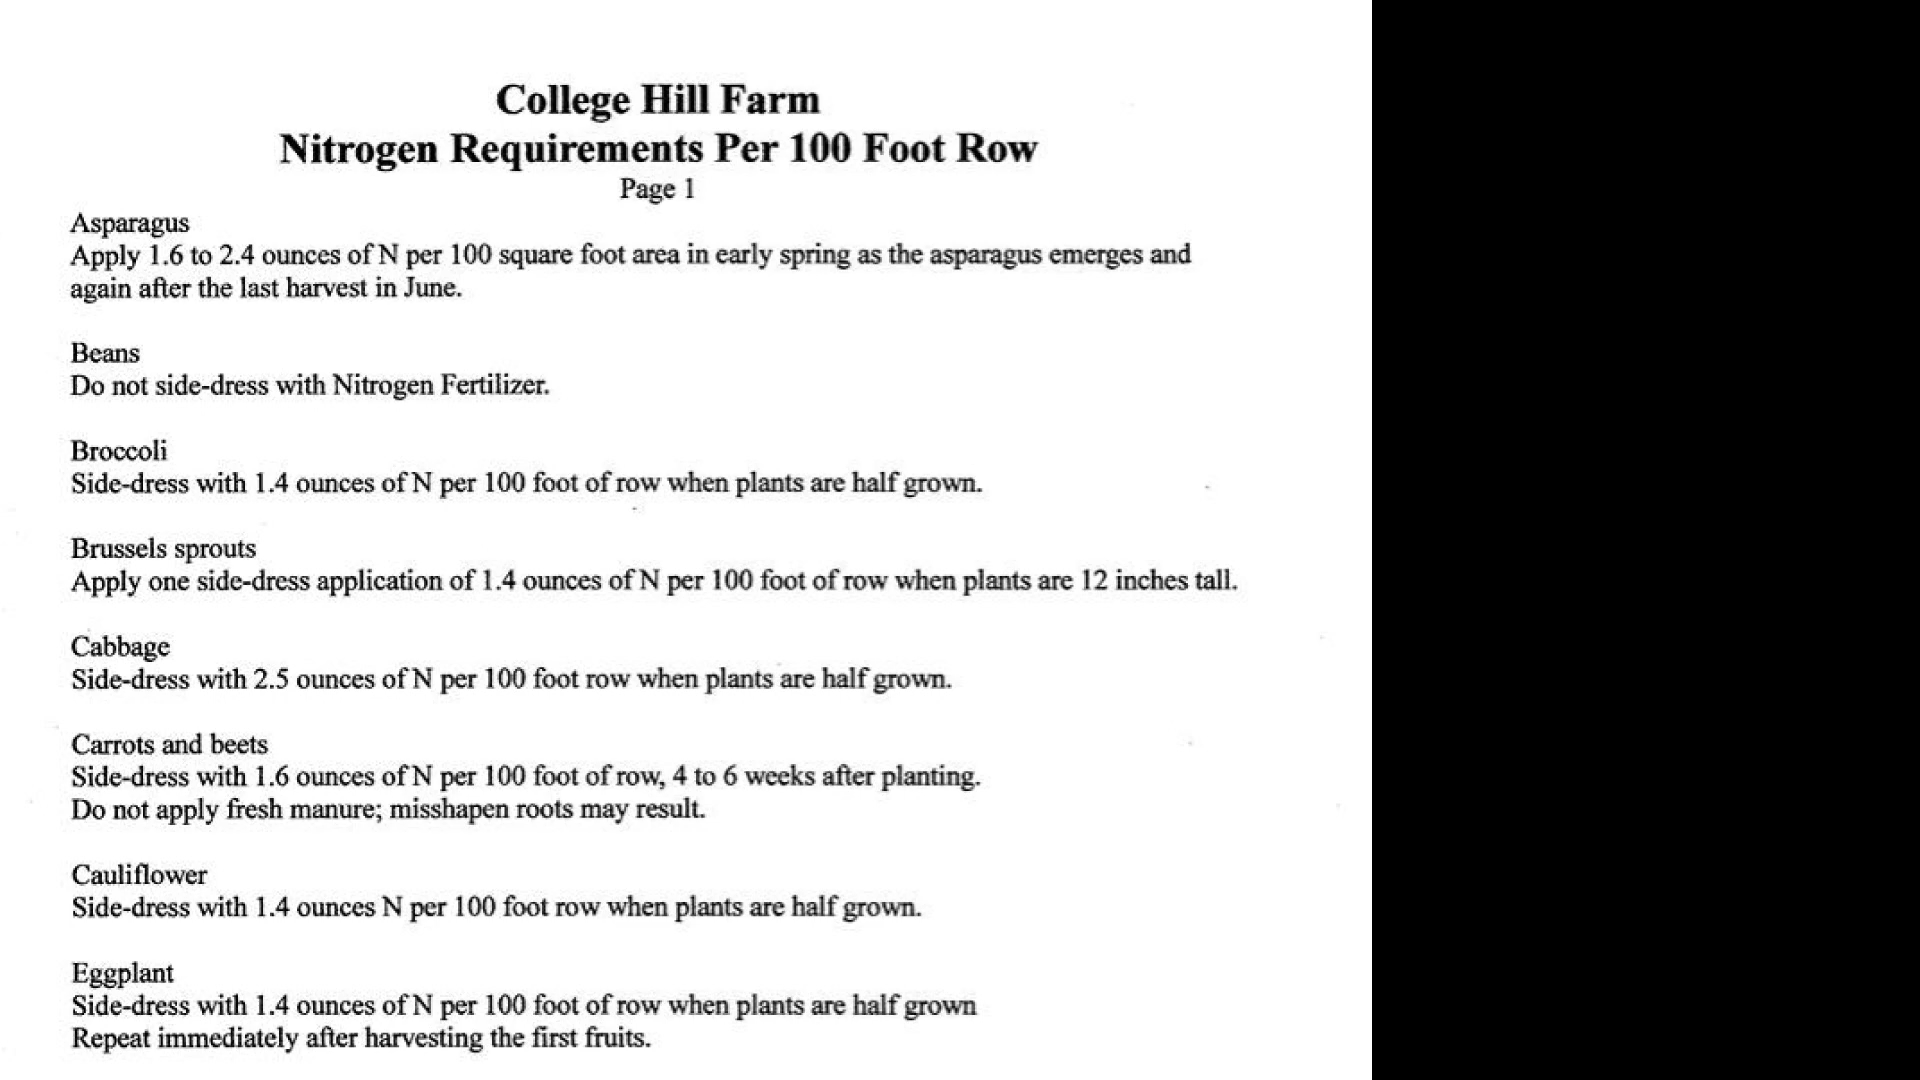 College Hill Farm
Nitrogen Requirements Per 100 Foot Row
Page 1
Asparagus
Apply 1.6 to 2.4 ounces of N per 100 square foot area in early spring as the asparagus emerges and
again after the last harvest in June.
Beans
Do not side-dress with Nitrogen Fertilizer.
Broccoli
Side-dress with 1.4 ounces of N per 100 foot of row when plants are half grown.
Brussels sprouts
Apply one side-dress application of 1.4 ounces of N per 100 foot of row when plants are 12 inches tall.
Cabbage
Side-dress with 2.5 ounces of N per 100 foot row when plants are half grown.
Carrots and beets
Side-dress with 1.6 ounces of N per 100 foot of row, 4 to 6 weeks after planting.
Do not apply fresh manure; misshapen roots may result.
Cauliflower
Side-dress with 1.4 ounces N per 100 foot row when plants are half grown.
Eggplant
Side-dress with 1.4 ounces of N per 100 foot of row when plants are half grown
Repeat immediately after harvesting the first fruits.